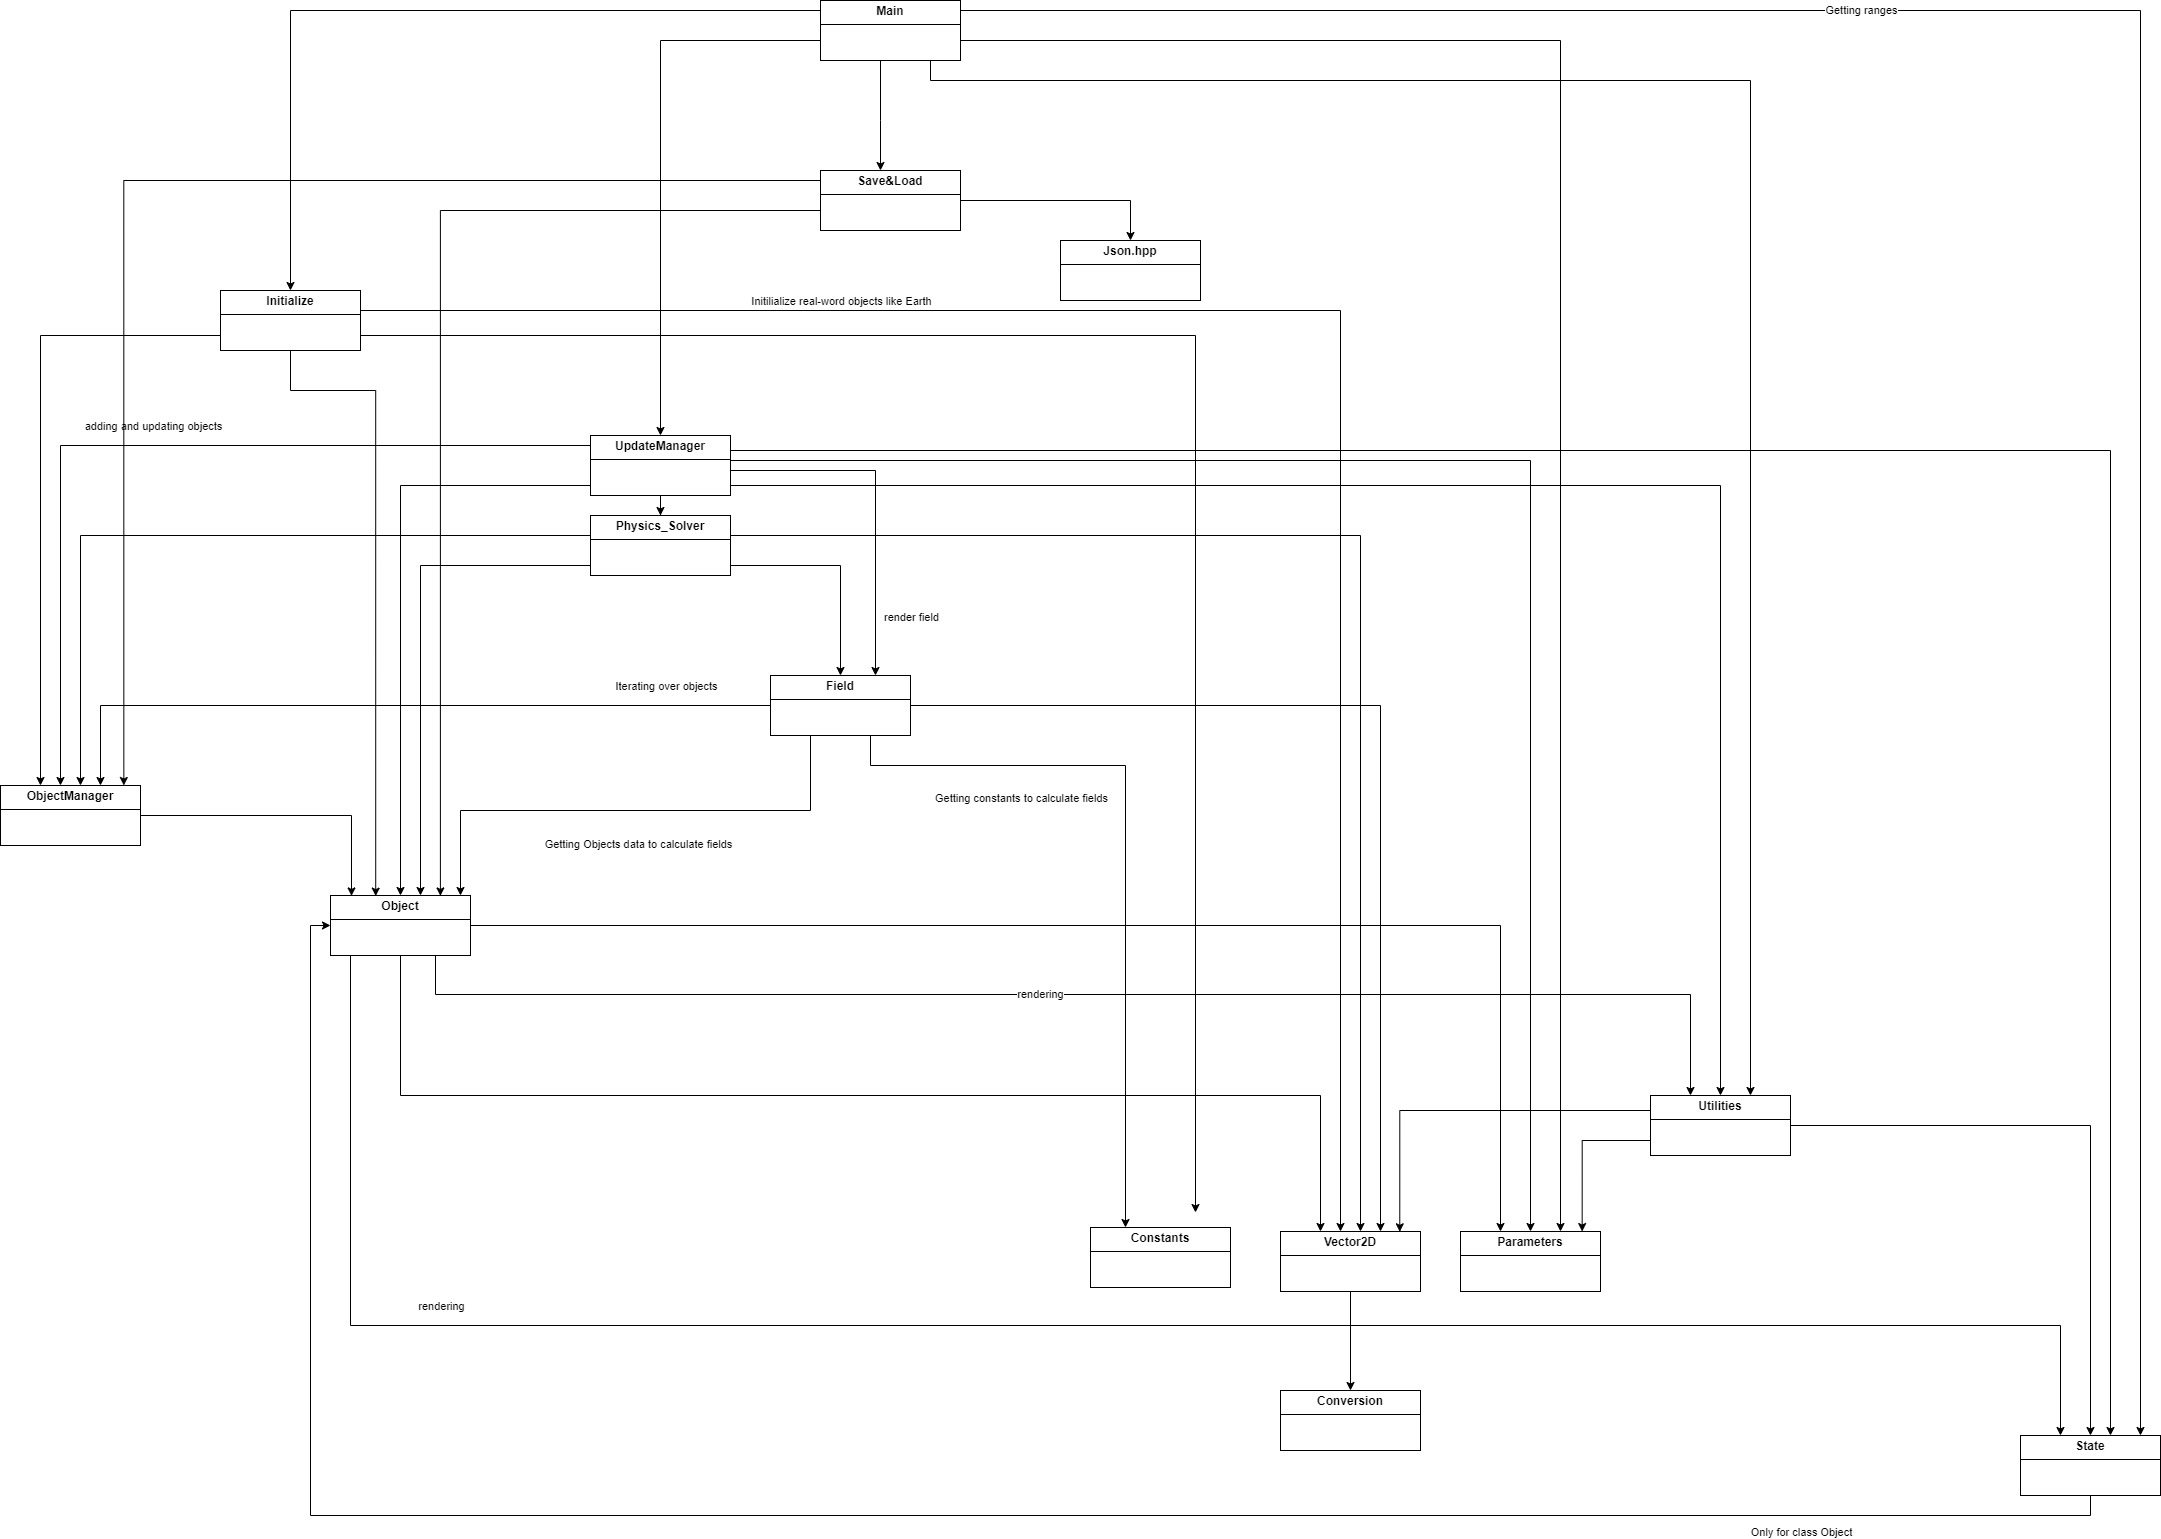 Main
Getting ranges
Save&Load
Json.hpp
Initialize
Initilialize real-word objects like Earth
adding and updating objects
UpdateManager
Physics_Solver
render field
Field
Iterating over objects
ObjectManager
Getting constants to calculate fields
Getting Objects data to calculate fields
Object
rendering
Utilities
Constants
Vector2D
Parameters
rendering
Conversion
State
Only for class Object